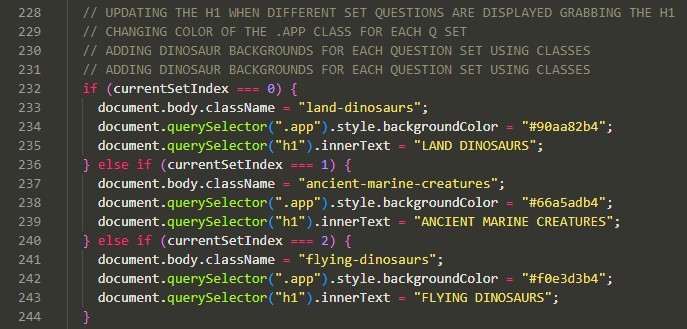 228 // UPDATING THE H1 WHEN DIFFERENT SET QUESTIONS ARE DISPLAYED GRABBING THE H1
229 // CHANGING COLOR OF THE .APP CLASS FOR EACH Q SET
230 // ADDING DINOSAUR BACKGROUNDS FOR EACH QUESTION SET USING CLASSES
231 // ADDING DINOSAUR BACKGROUNDS FOR EACH QUESTION SET USING CLASSES
232 if (currentSetIndex === 0) {
233 document.body.className = "land-dinosaurs";
234 document.querySelector(".app").style.backgroundColor = "#90aa82b4";
235 document.querySelector("h1").innerText = "LAND DINOSAURS";
236 } else if (currentSetIndex === 1) {
237 document.body.className = "ancient-marine-creatures";
238 document.querySelector(".app").style.backgroundColor = "#66a5adb4";
239 document.querySelector("h1").innerText = "ANCIENT MARINE CREATURES";
240 } else if (currentSetIndex === 2) {
241 document.body.className = "flying-dinosaurs";
242 document.querySelector(".app").style.backgroundColor = "#f0e3d3b4";
243 document.querySelector("h1").innerText = "FLYING DINOSAURS";
244 }